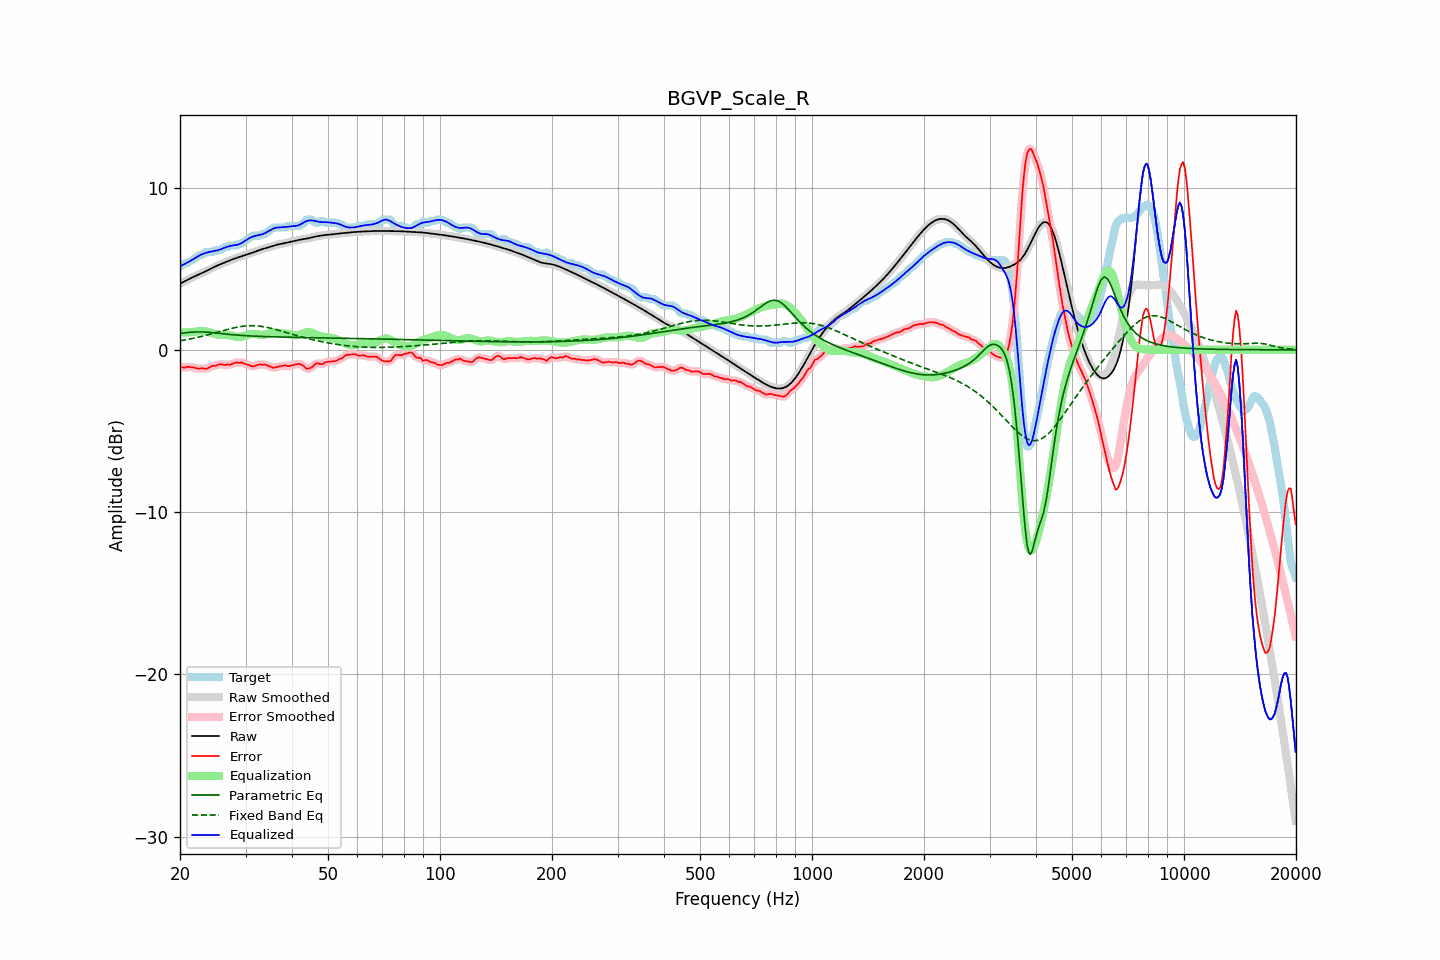 BGVP_Scale_R
Amplitude (dBr)
10
0
−10
−20
−30
Target
Raw Smoothed
Error Smoothed
Raw
Error
Equalization
Parametric Eq
Fixed Band Eq
Equalized
20 50 100 200 500 1000 2000 5000 10000 20000
Frequency (Hz)